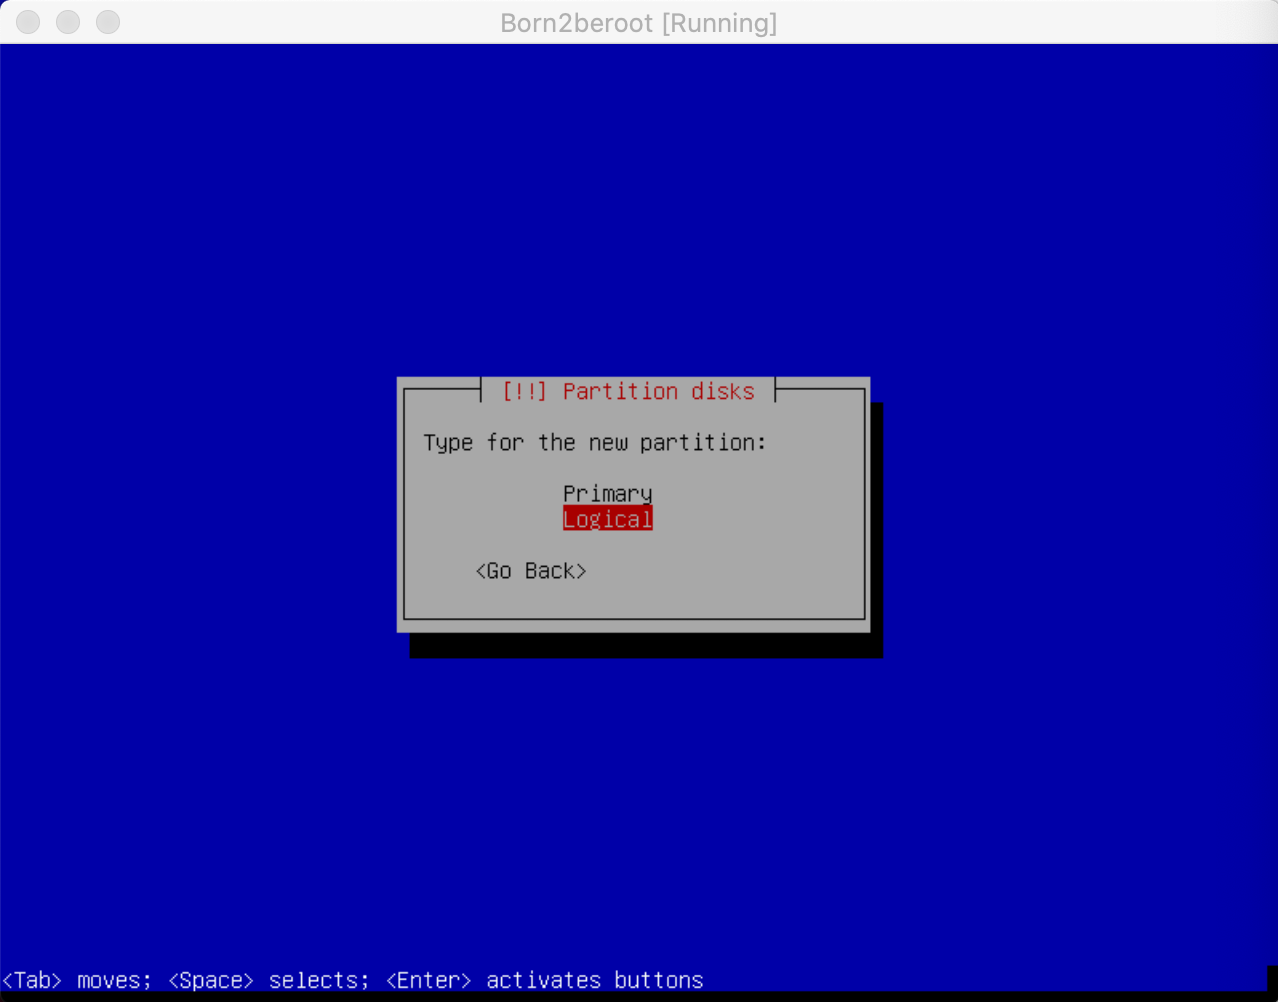 Born2beroot [Running]
[!!] Partition disks
Type for the new partition:
Primary
Logical
<Go Back>
<Tab> moves; <Space> selects; <Enter> activates buttons